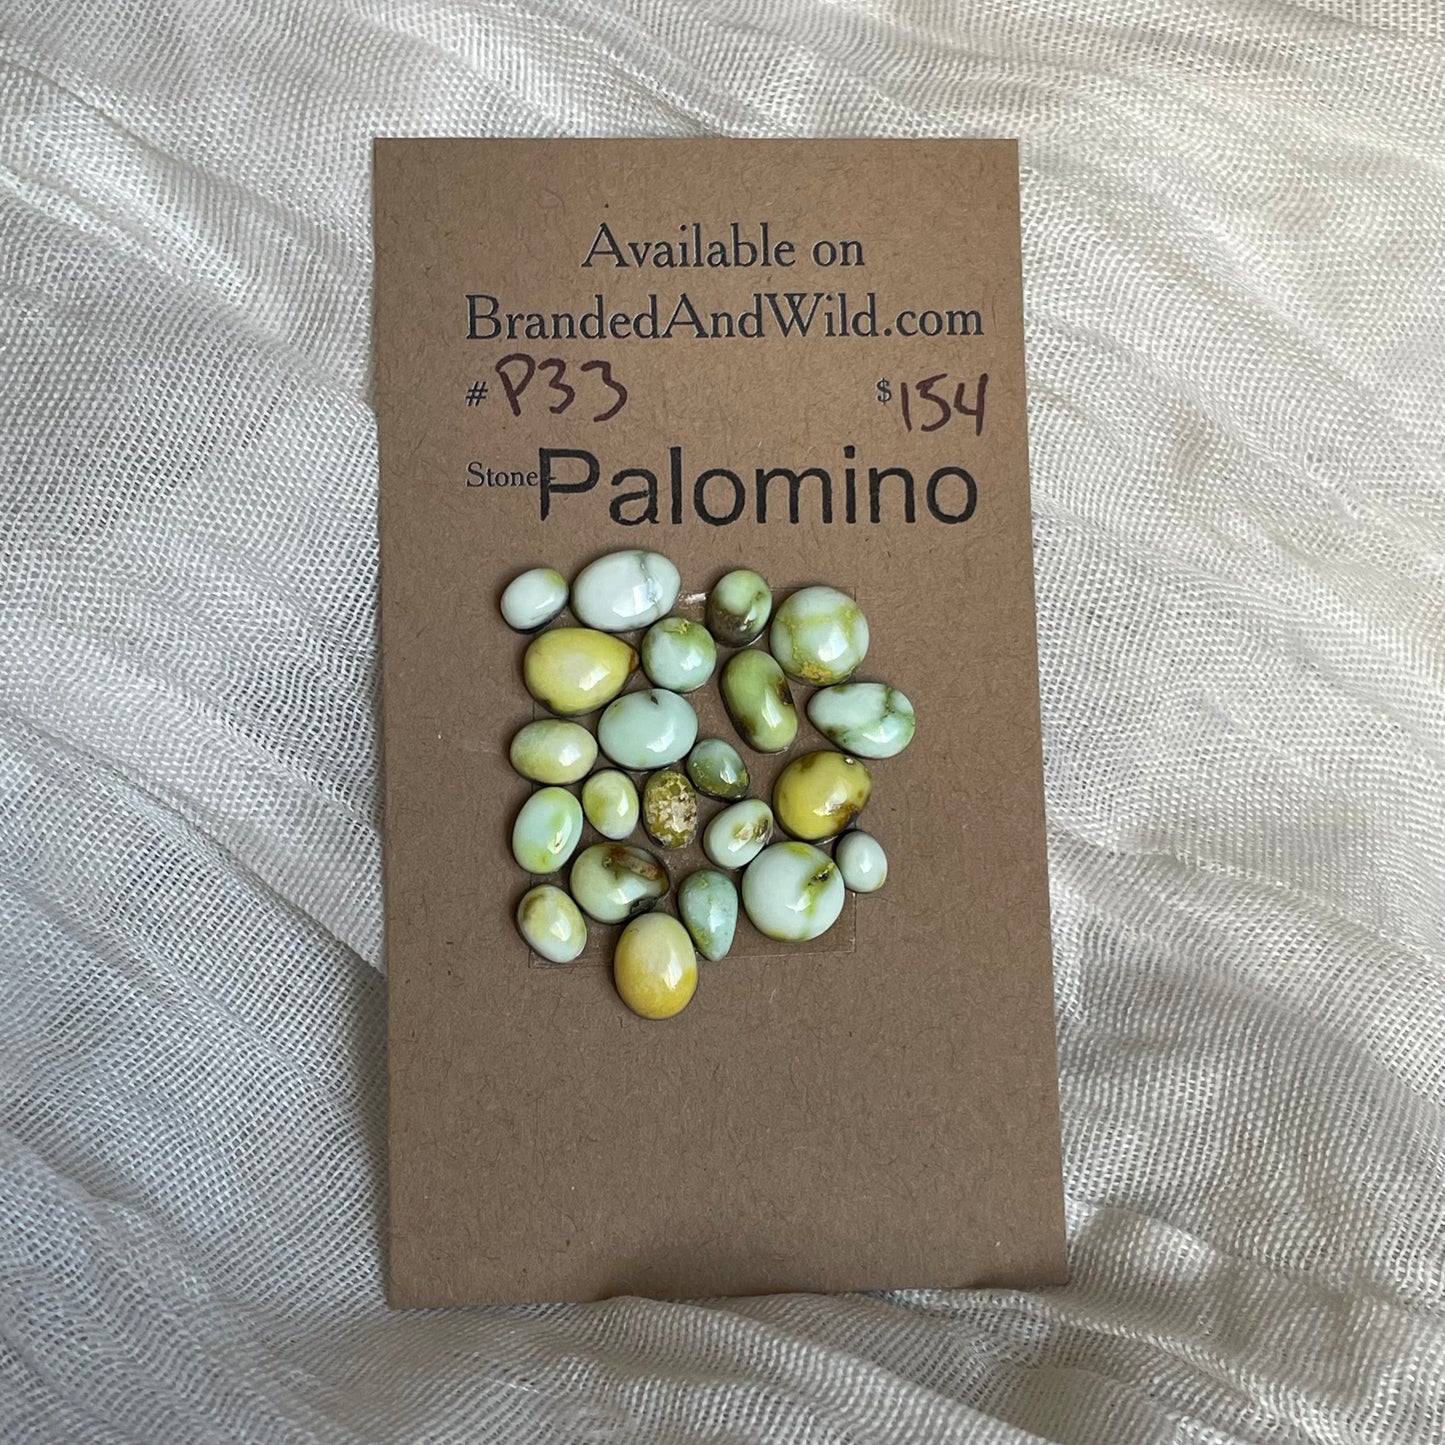 Available on
BrandedAndWild.com
# P33 $154
Stone- Palomino